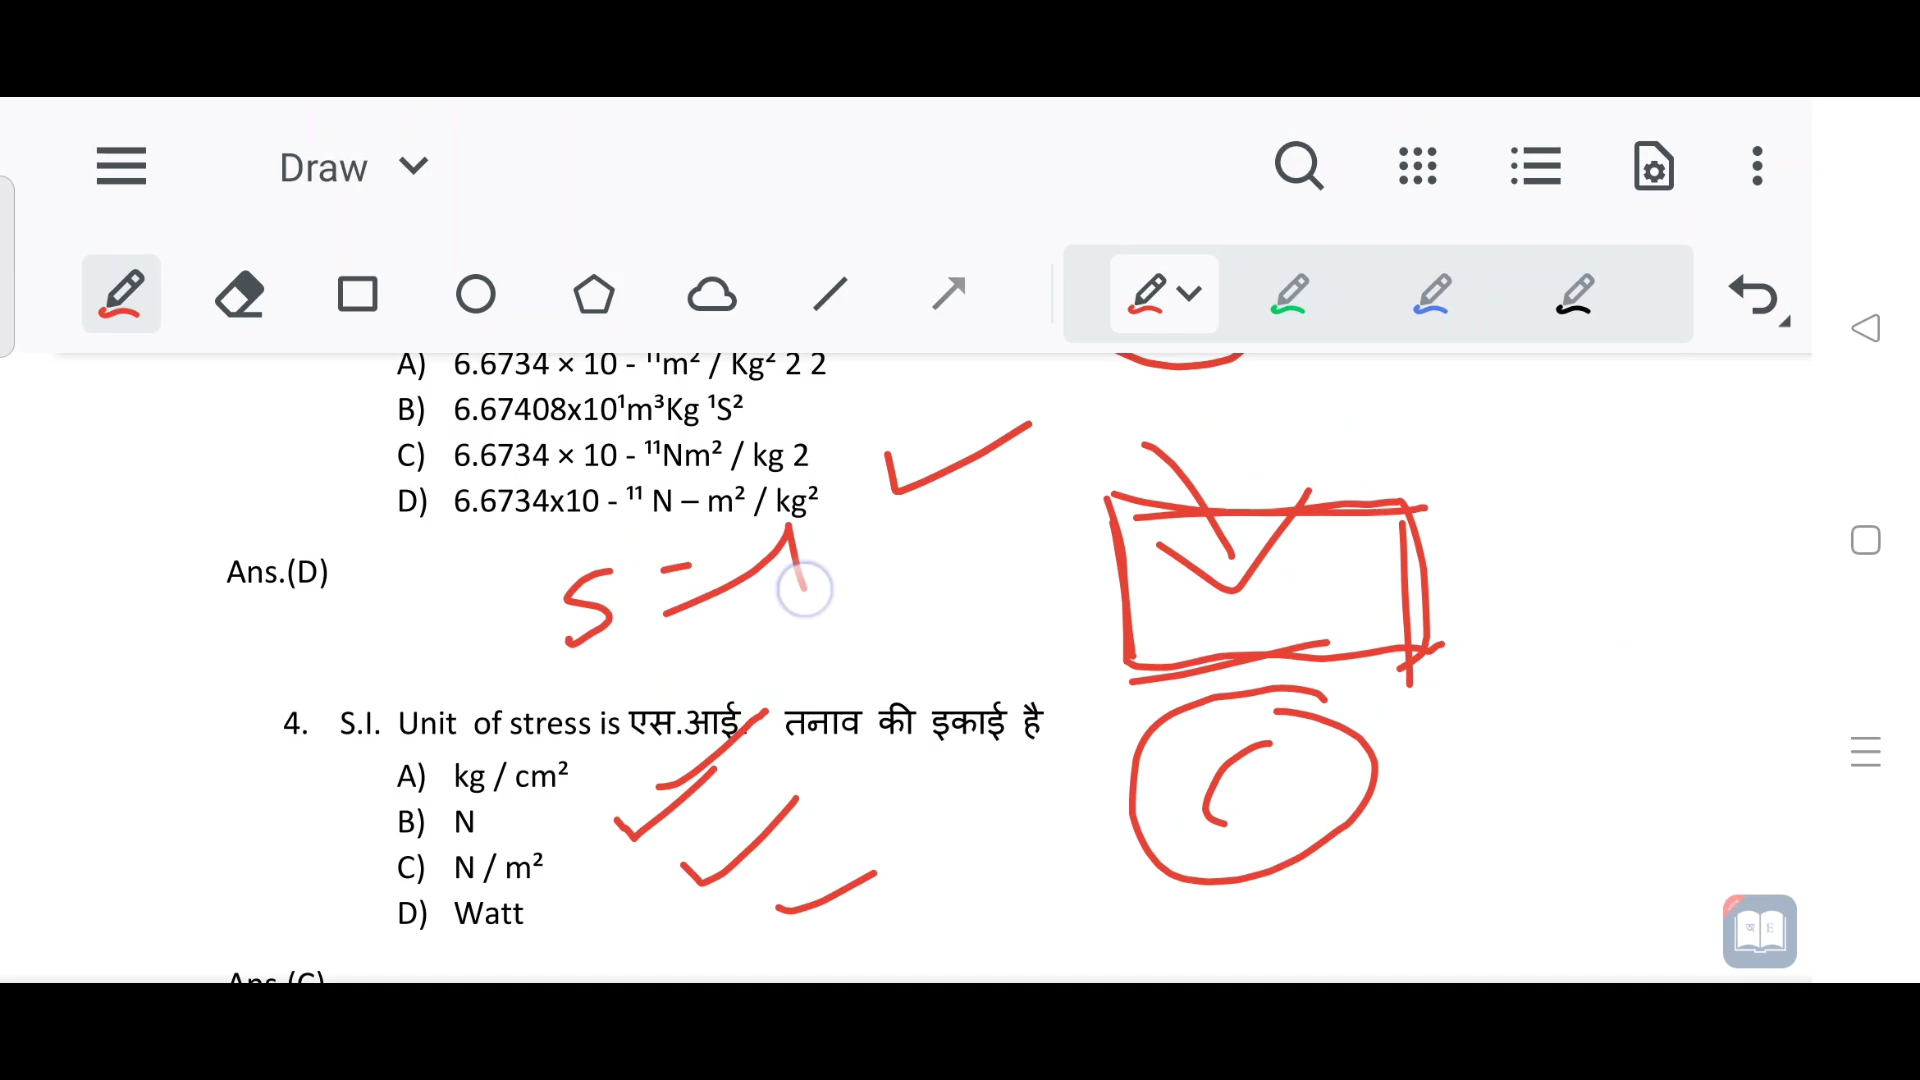 Draw
A) 6.6734 × 10 - ¹¹m² / Kg² 2 2
B) 6.67408x10¹m³Kg ¹S²
C) 6.6734 × 10 - ¹¹Nm² / kg 2
D) 6.6734x10 - ¹¹ N – m² / kg²
Ans.(D)
S =
4. S.I. Unit of stress is एस.आई. तनाव की इकाई है
A) kg / cm²
B) N
C) N / m²
D) Watt
Ans.(C)